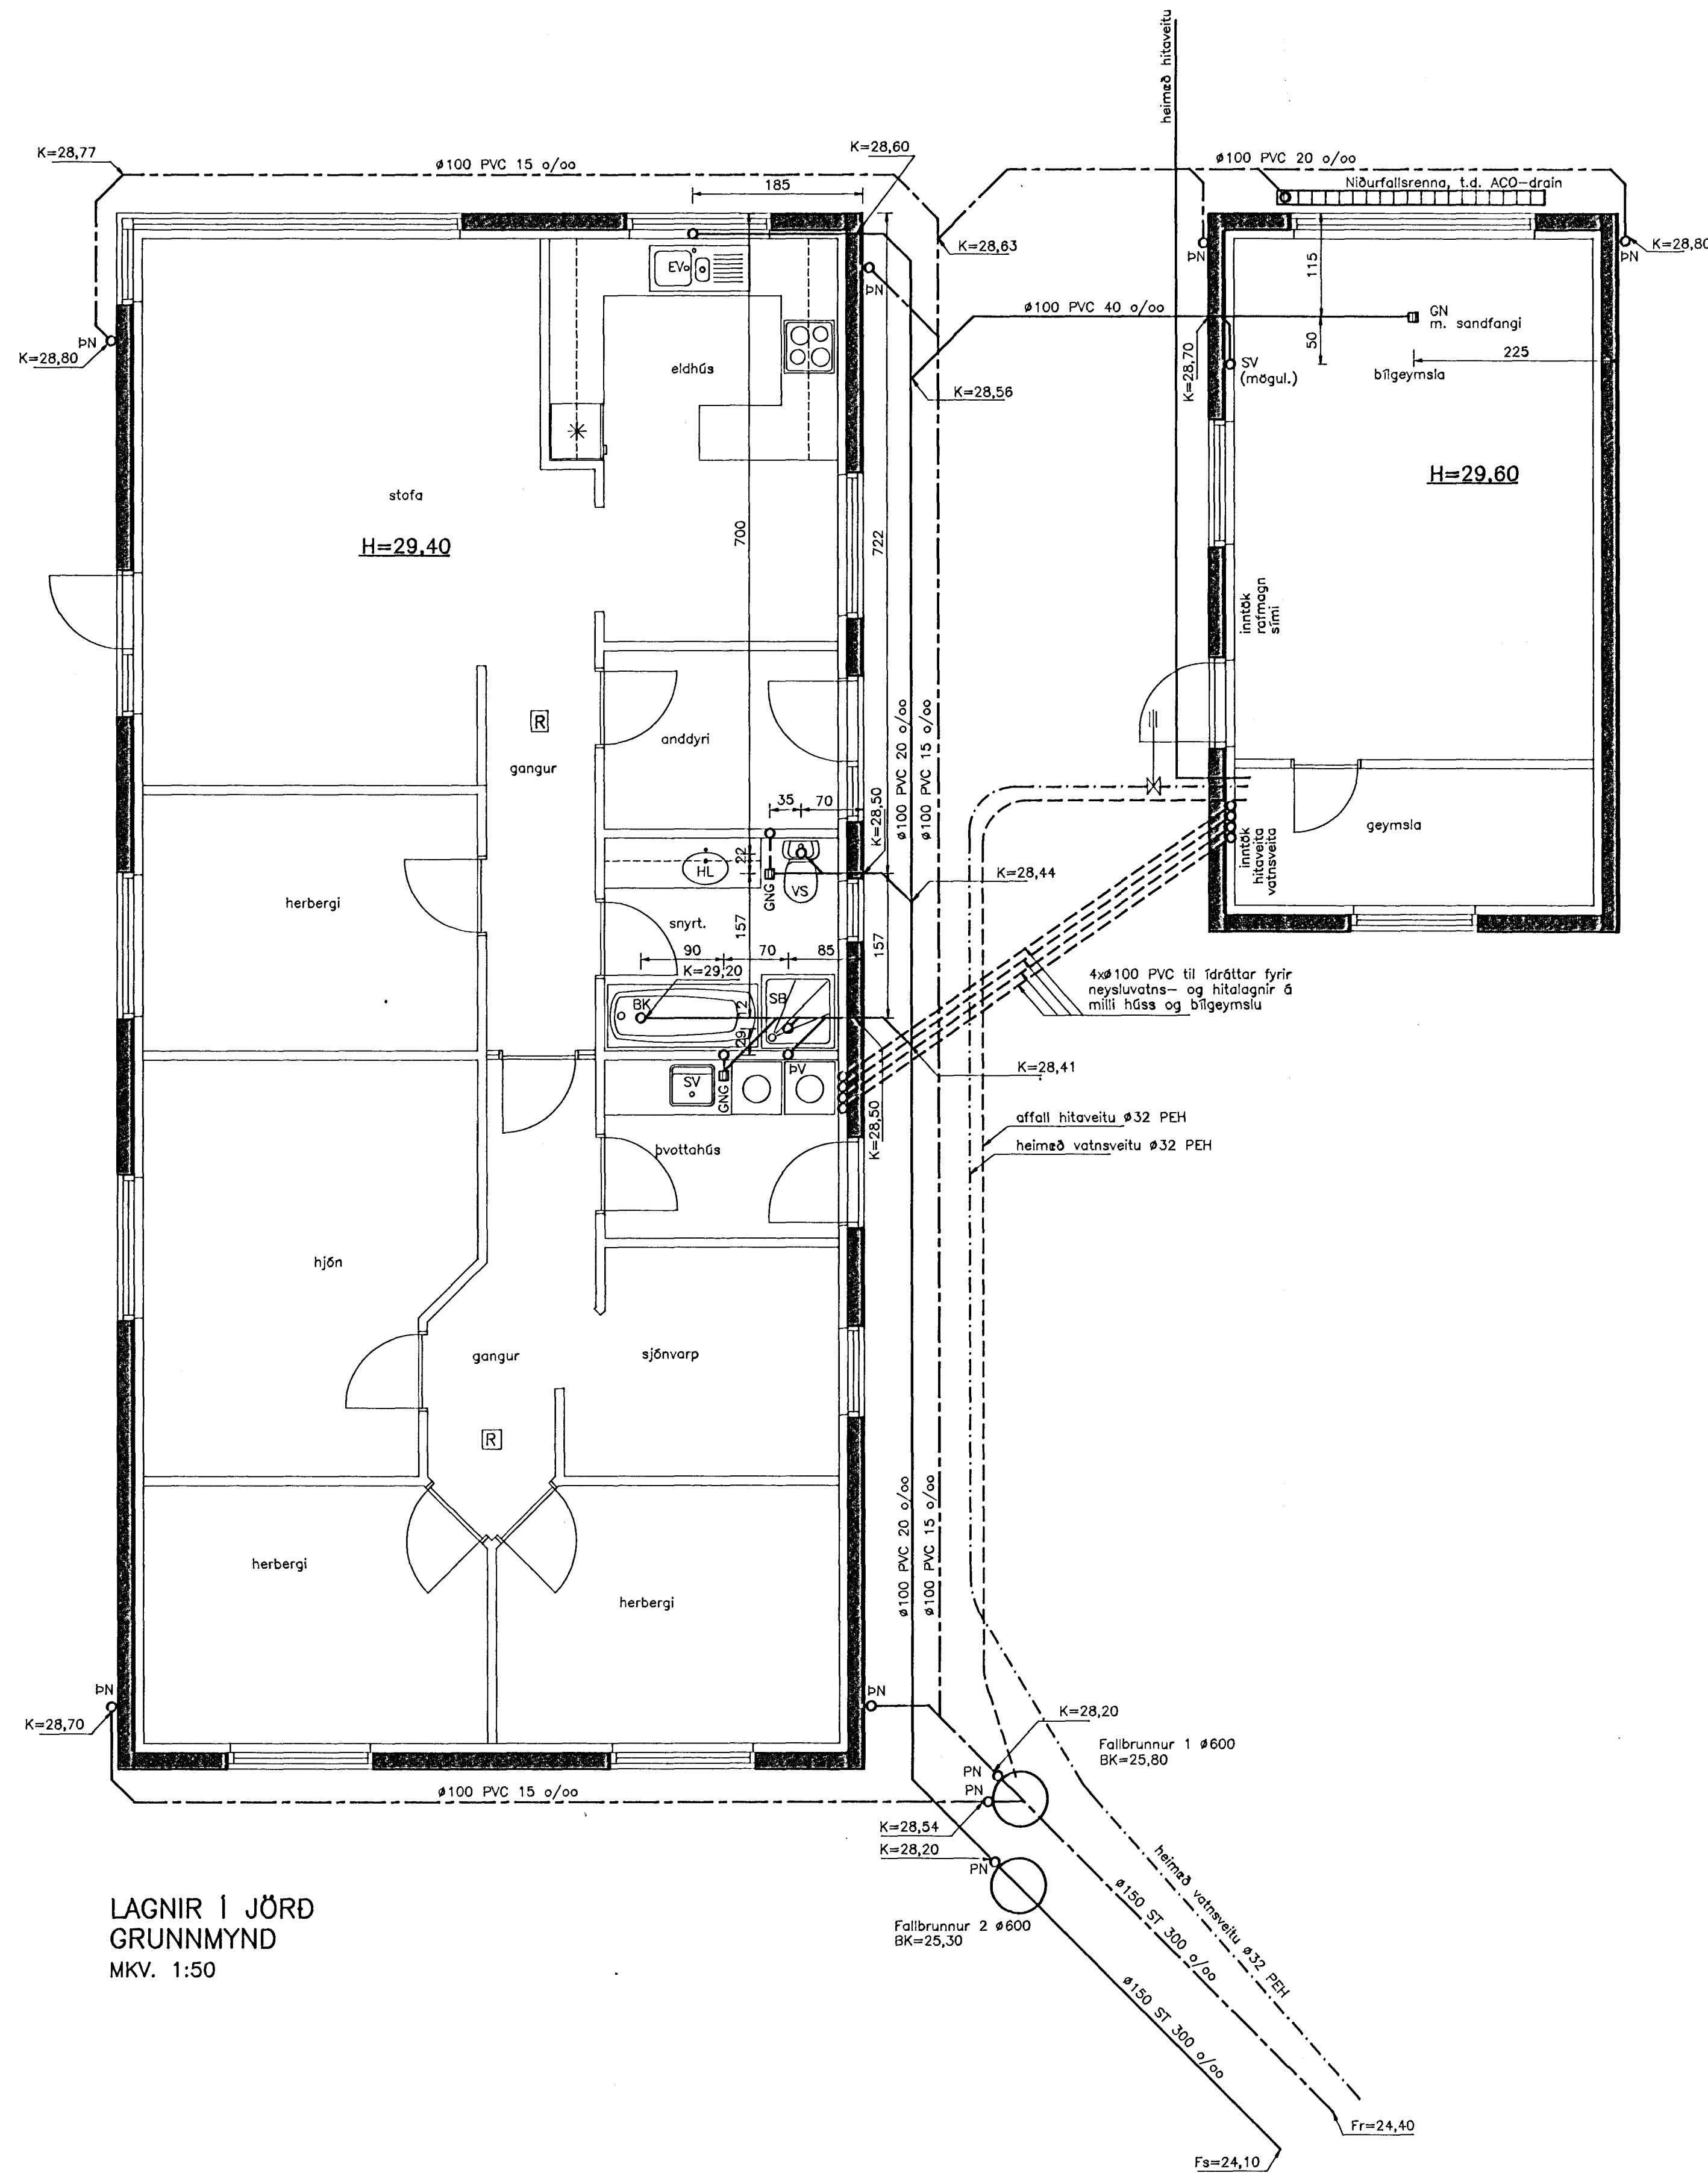 heimæð hitaveitu
K=28,77
ø100 PVC 15 o/oo
K=28,60
185
ø100 PVC 20 o/oo
Niðurfallsrenna, t.d. ACO-drain
K=28,63
ÞN
K=28,80
ÞN
EV
ÞN
ø100 PVC 40 o/oo
115
GN
m. sandfangi
50
225
ÞN
K=28,80
eldhús
K=28,70
SV
(mögul.)
bílgeymsla
K=28,56
H=29,60
stofa
H=29,40
700
722
inntök
rafmagn
sími
R
anddyri
gangur
ø100 PVC 20 o/oo
ø100 PVC 15 o/oo
35
70
K=28,50
geymsla
inntök
hitaveita
vatnsveita
22
HL
GNG
VS
K=28,44
herbergi
snyrt.
157
157
90
70
85
K=29,20
4xø100 PVC til ídráttar fyrir
neysluvatns- og hitalagnir á
milli húss og bílgeymslu
BK
12
SB
29
K=28,41
SV
GNG
ÞV
K=28,50
affall hitaveitu ø32 PEH
heimæð vatnsveitu ø32 PEH
þvottahús
hjón
gangur
sjónvarp
R
ø100 PVC 20 o/oo
ø100 PVC 15 o/oo
herbergi
herbergi
ÞN
K=28,70
ÞN
K=28,20
Fallbrunnur 1 ø600
BK=25,80
PN
PN
ø100 PVC 15 o/oo
K=28,54
K=28,20
PN
heimæð vatnsveitu ø32 PEH
ø150 ST 300 o/oo
Fallbrunnur 2 ø600
BK=25,30
ø150 ST 300 o/oo
LAGNIR Í JÖRÐ
GRUNNMYND
MKV. 1:50
Fr=24,40
Fs=24,10